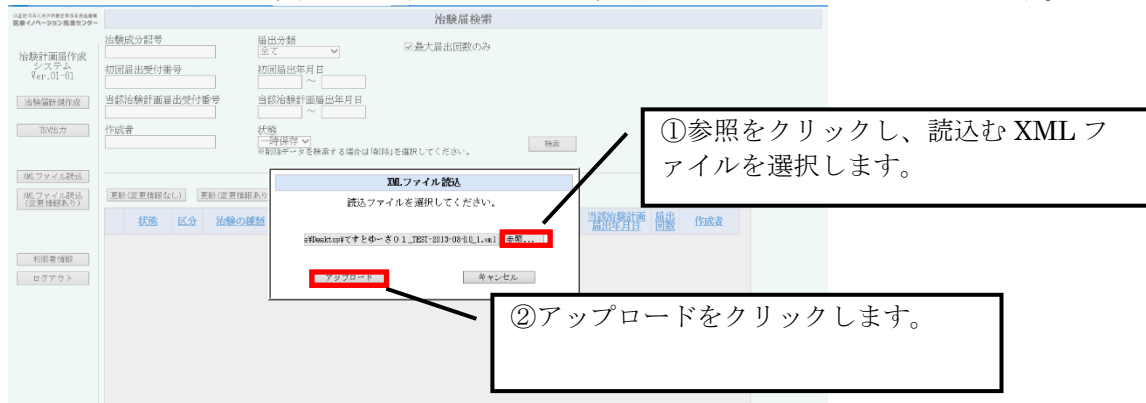 医療イノベーション推進センター
治験届検索
治験計画届作成
システム
Ver.01-01
治験届新規作成
TSV出力
XMLファイル読込
XMLファイル読込
(変更情報あり)
利用者情報
ログアウト
治験成分記号
届出分類
全て
最大届出回数のみ
初回届出受付番号
初回届出年月日
～
当該治験計画届出受付番号
当該治験計画届出年月日
～
作成者
状態
一時保存
※削除データを検索する場合は「削除」を選択してください。
検索
更新(変更情報なし)
更新(変更情報あり)
状態
区分
治験の種類
当該治験計画
届出年月日
届出
回数
作成者
XMLファイル読込
読込ファイルを選択してください。
参照...
アップロード
キャンセル
①参照をクリックし、読込む XML フ
ァイルを選択します。
②アップロードをクリックします。